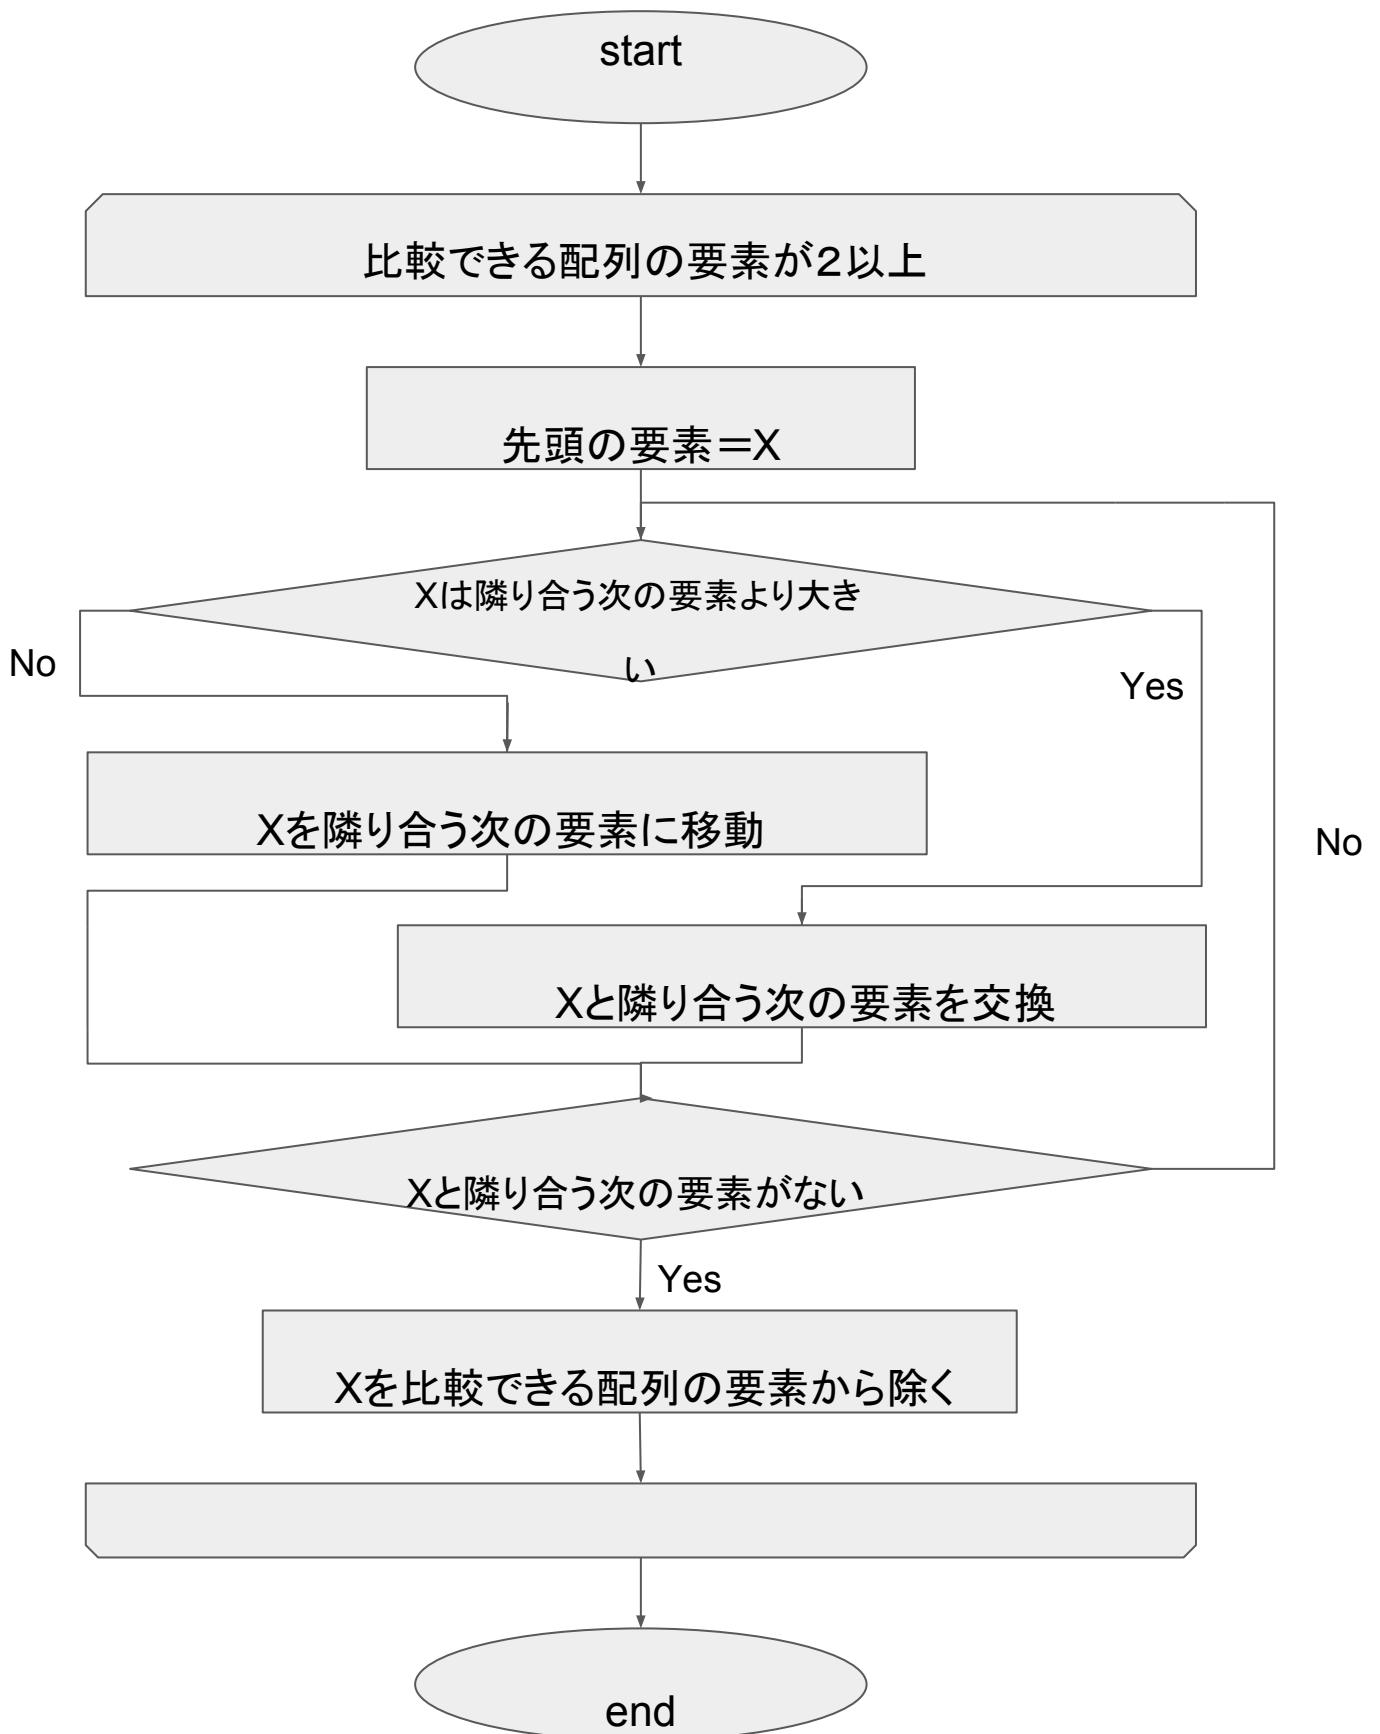 start
比較できる配列の要素が２以上
先頭の要素＝X
Xは隣り合う次の要素より大き
い
No
Yes
Xを隣り合う次の要素に移動
No
Xと隣り合う次の要素を交換
Xと隣り合う次の要素がない
Yes
Xを比較できる配列の要素から除く
end